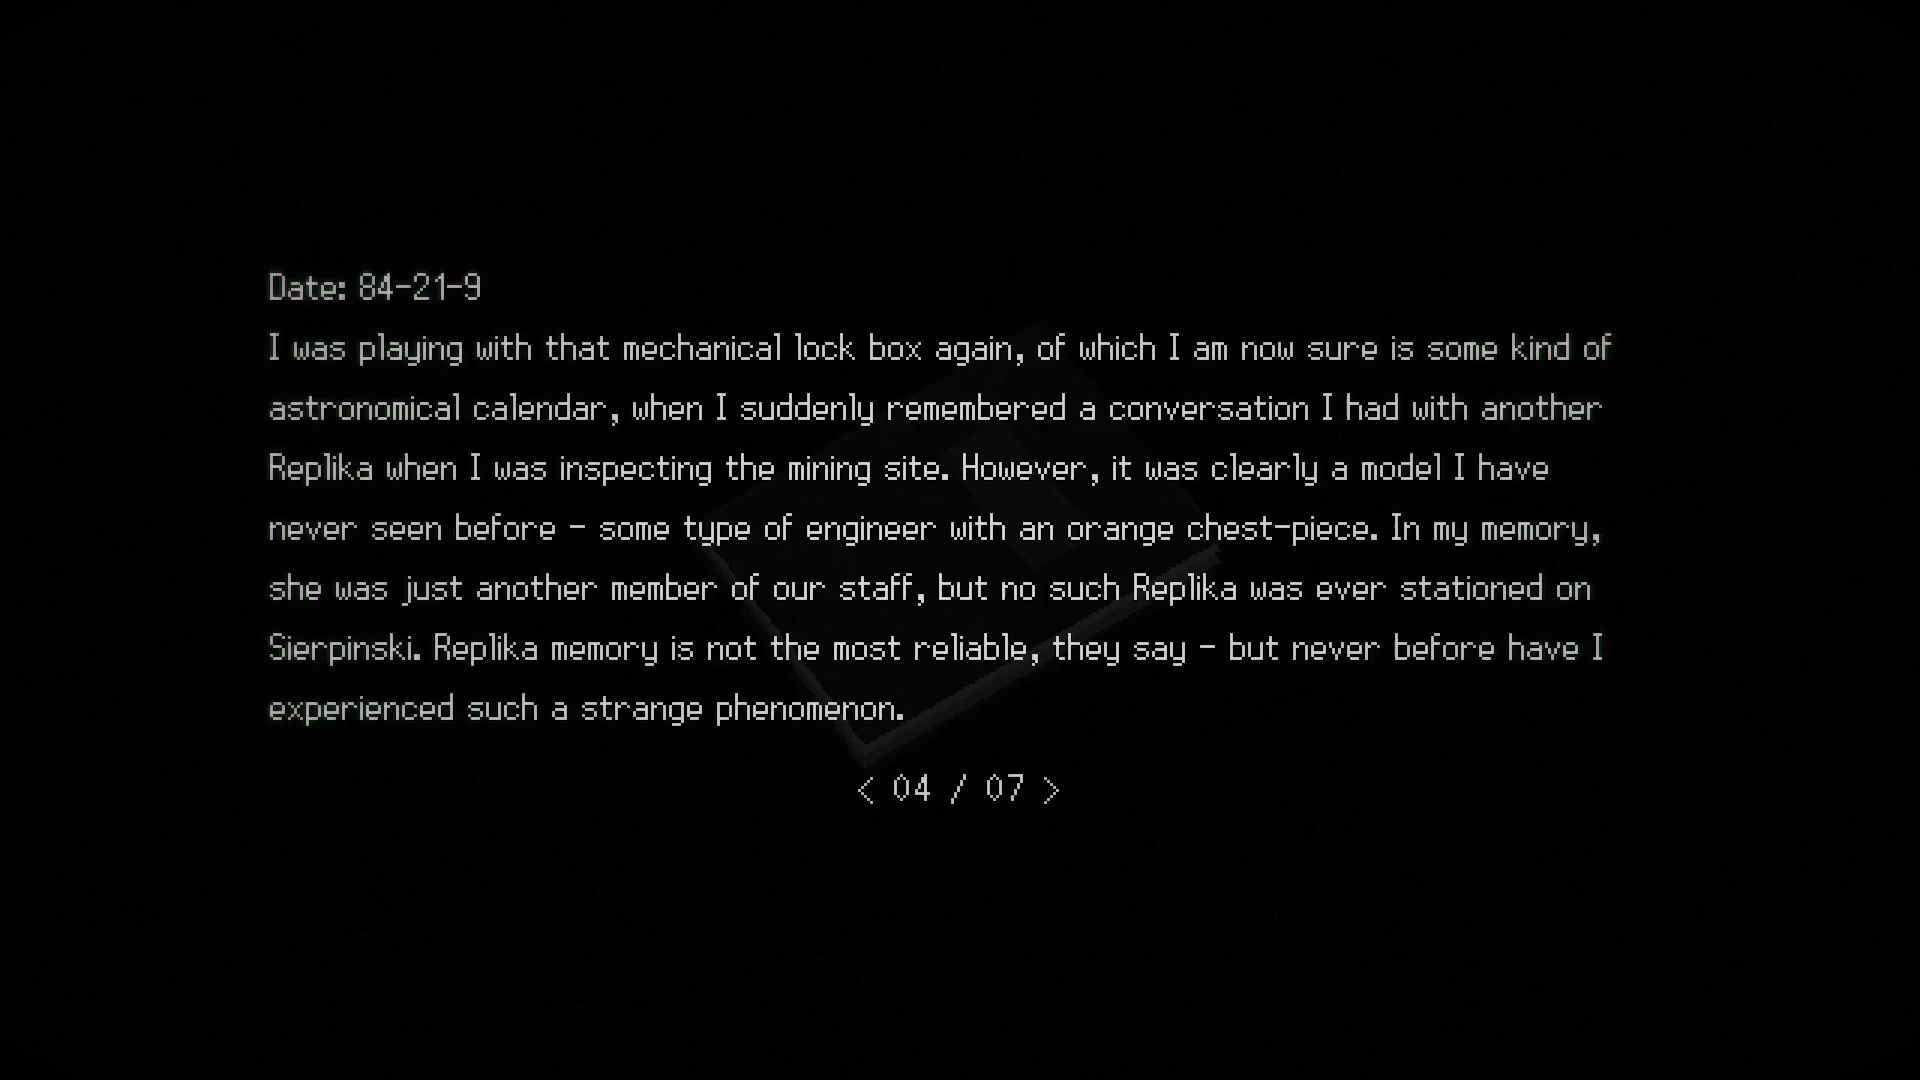 Date: 84-21-9
I was playing with that mechanical lock box again, of which I am now sure is some kind of
astronomical calendar, when I suddenly remembered a conversation I had with another
Replika when I was inspecting the mining site. However, it was clearly a model I have
never seen before - some type of engineer with an orange chest-piece. In my memory,
she was just another member of our staff, but no such Replika was ever stationed on
Sierpinski. Replika memory is not the most reliable, they say - but never before have I
experienced such a strange phenomenon.
< 04 / 07 >